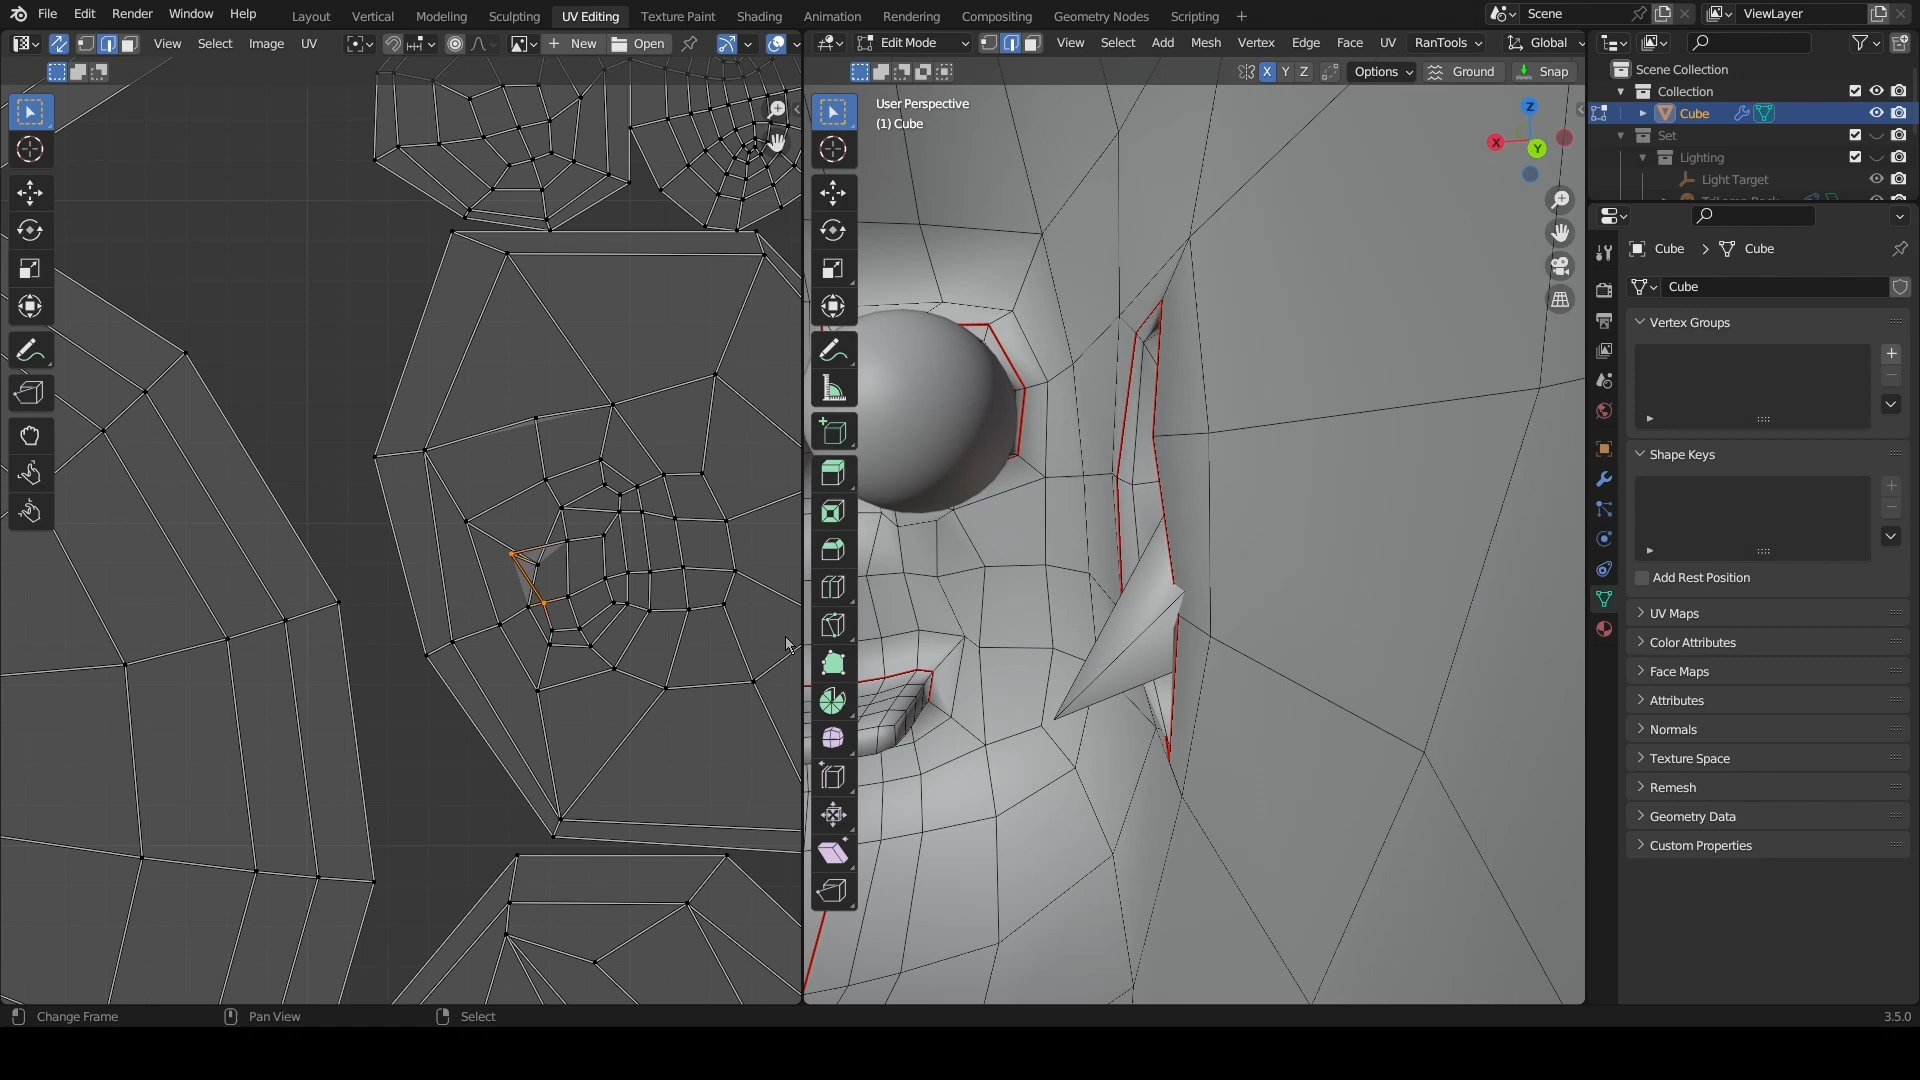 File Edit Render Window Help Layout Vertical Modeling Sculpting UV Editing Texture Paint Shading Animation Rendering Compositing Geometry Nodes Scripting Scene ViewLayer
View Select Image UV New Open Edit Mode View Select Add Mesh Vertex Edge Face UV RanTools Global
X Y Z Options Ground Snap
User Perspective
(1) Cube
Z
X
Y
Scene Collection
Collection
Cube
Set
Lighting
Light Target
Cube Cube
Cube
Vertex Groups
Shape Keys
Add Rest Position
UV Maps
Color Attributes
Face Maps
Attributes
Normals
Texture Space
Remesh
Geometry Data
Custom Properties
Change Frame Pan View Select 3.5.0